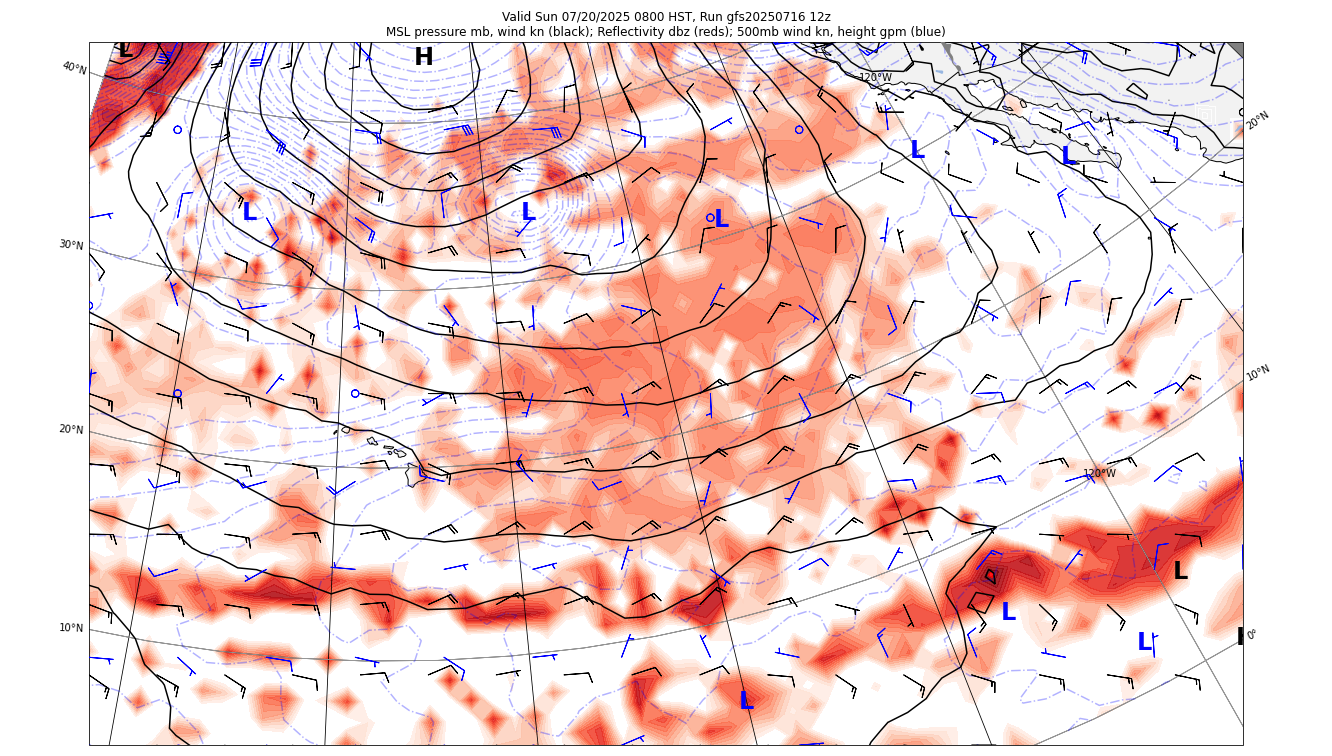 Valid Sun 07/20/2025 0800 HST, Run gfs20250716 12z
MSL pressure mb, wind kn (black); Reflectivity dbz (reds); 500mb wind kn, height gpm (blue)
L
H
40°N
120°W
20°N
L
L
L
L
L
30°N
10°N
20°N
120°W
L
L
10°N
L
0°
L